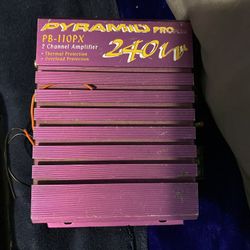 PYRAMID PRO
PB-110PX
2 Channel Amplifier
• Thermal Protection
• Overload Protection
240W